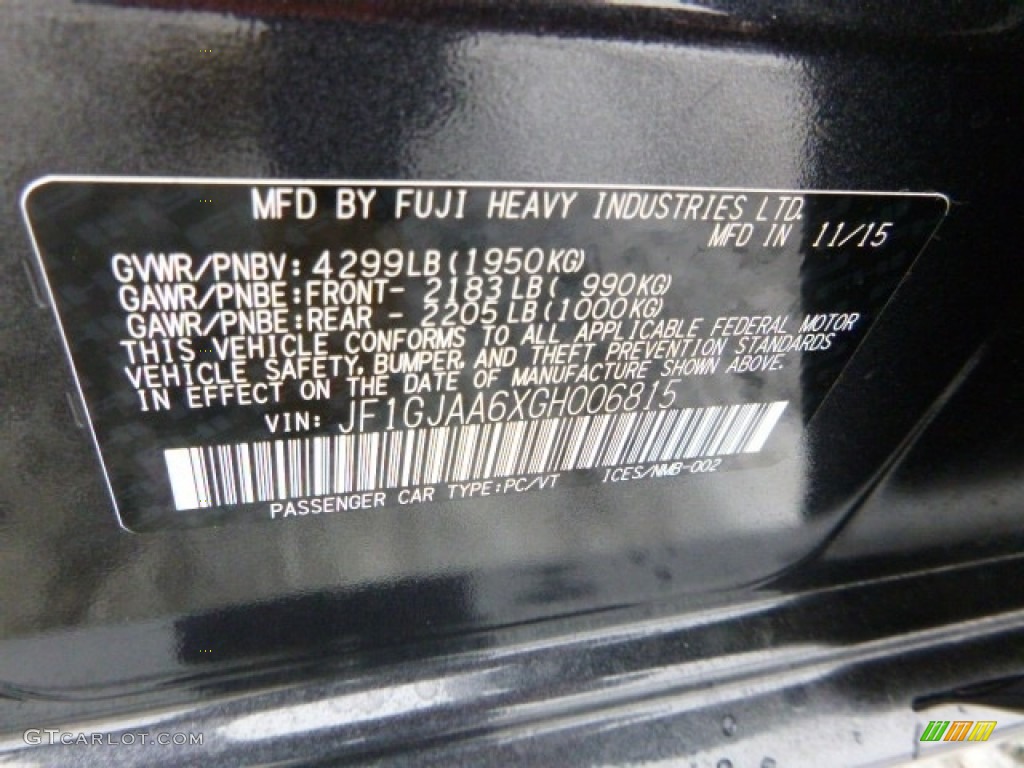 MFD BY FUJI HEAVY INDUSTRIES LTD.
MFD IN 11/15
GVWR/PNBV: 4299LB(1950KG)
GAWR/PNBE:FRONT- 2183LB( 990KG)
GAWR/PNBE:REAR - 2205LB(1000KG)
THIS VEHICLE CONFORMS TO ALL APPLICABLE FEDERAL MOTOR
VEHICLE SAFETY, BUMPER, AND THEFT PREVENTION STANDARDS
IN EFFECT ON THE DATE OF MANUFACTURE SHOWN ABOVE.
VIN: JF1GJAA6XGH006815
PASSENGER CAR TYPE:PC/VT ICES/NMB-002
GTCARLOT.COM